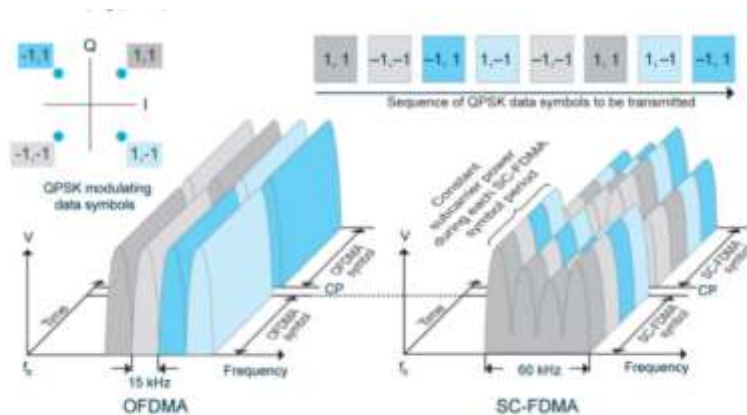 Q
-1,1
1,1
I
-1,-1
1,-1
QPSK modulating
data symbols
1, 1
-1,-1
-1, 1
1,-1
-1,-1
1, 1
1,-1
-1, 1
Sequence of QPSK data symbols to be transmitted
V
Time
OFDMA
symbol
CP
OFDMA
symbol
fc
15 kHz
Frequency
OFDMA
Constant
subcarrier power
during each SC-FDMA
symbol period
V
Time
SC-FDMA
symbol
CP
SC-FDMA
symbol
60 kHz
Frequency
SC-FDMA